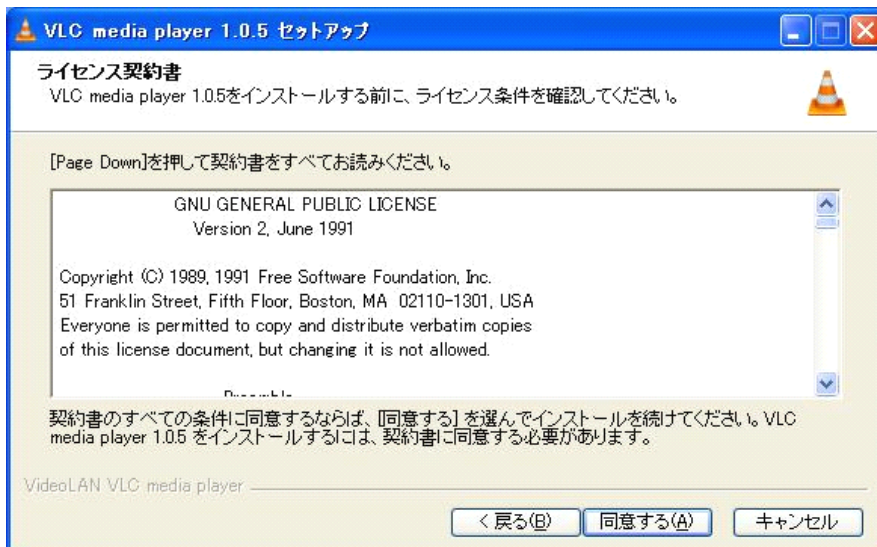 VLC media player 1.0.5 セットアップ
ライセンス契約書
VLC media player 1.0.5をインストールする前に、ライセンス条件を確認してください。
[Page Down]を押して契約書をすべてお読みください。
GNU GENERAL PUBLIC LICENSE
Version 2, June 1991
Copyright (C) 1989, 1991 Free Software Foundation, Inc.
51 Franklin Street, Fifth Floor, Boston, MA 02110-1301, USA
Everyone is permitted to copy and distribute verbatim copies
of this license document, but changing it is not allowed.
Preamble
契約書のすべての条件に同意するならば、[同意する] を選んでインストールを続けてください。VLC
media player 1.0.5 をインストールするには、契約書に同意する必要があります。
VideoLAN VLC media player
< 戻る(B)
同意する(A)
キャンセル